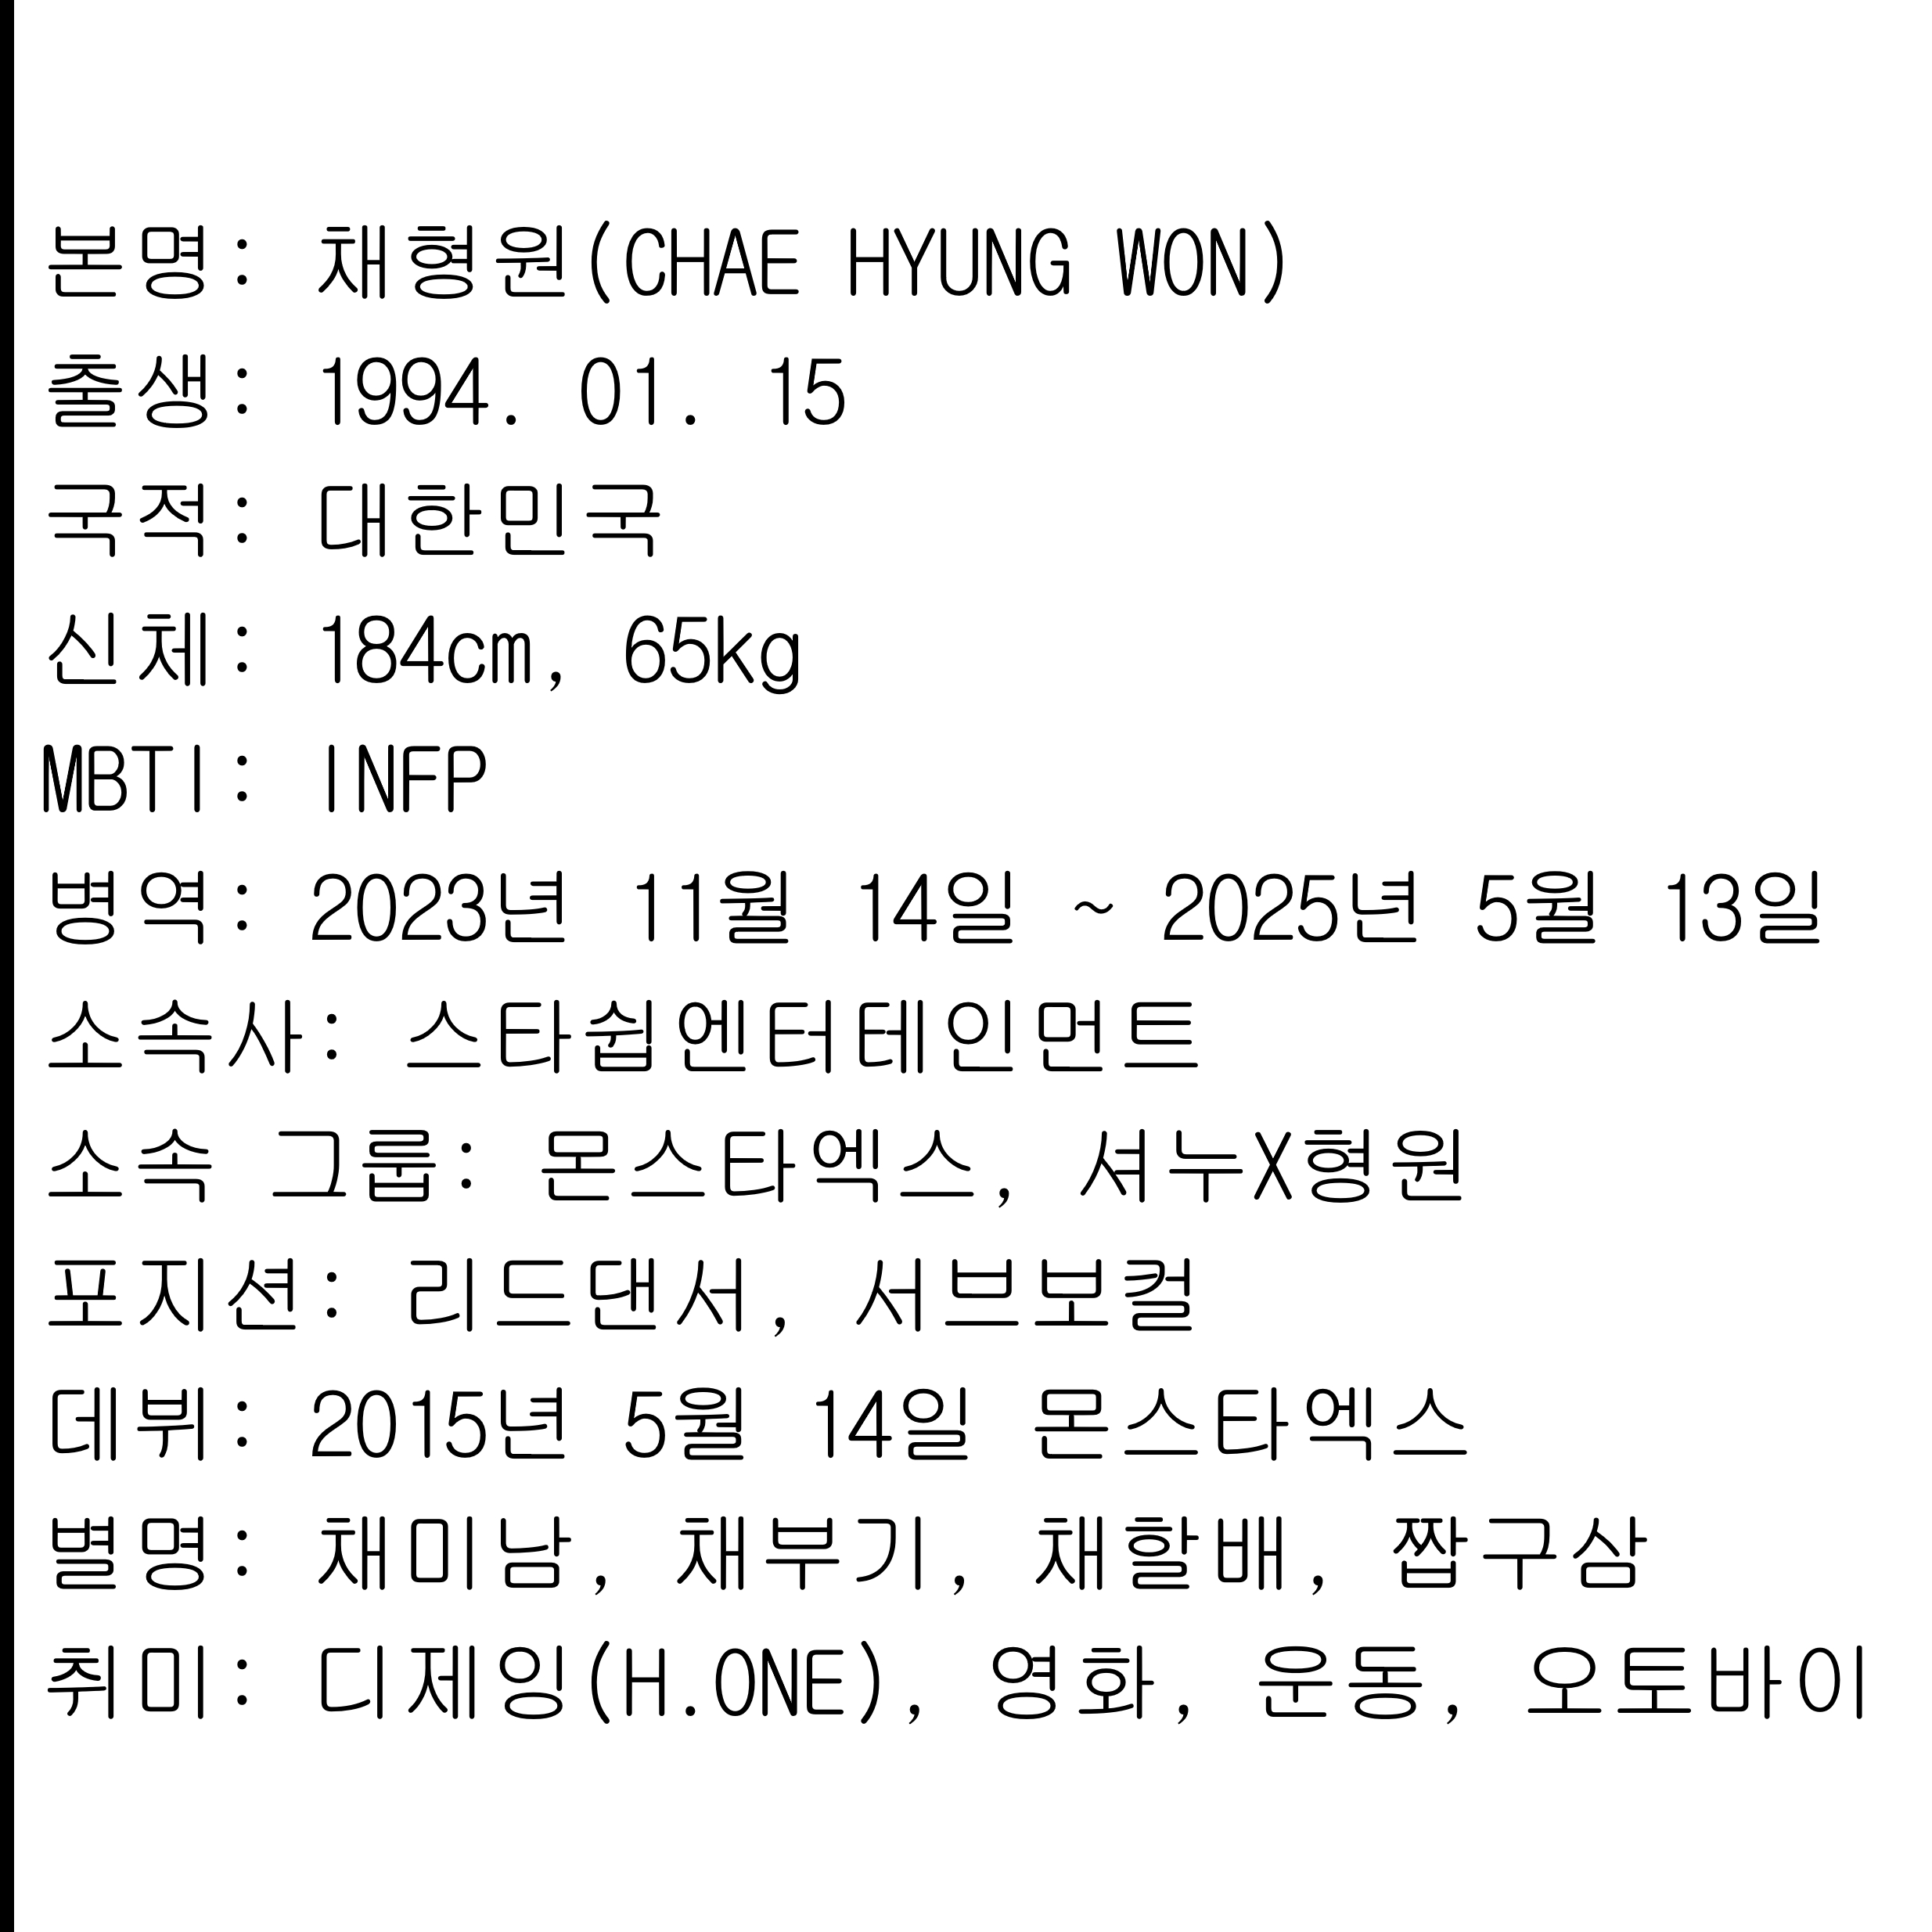 본명: 채형원(CHAE HYUNG WON)
출생: 1994. 01. 15
국적: 대한민국
신체: 184cm, 65kg
MBTI: INFP
병역: 2023년 11월 14일 ~ 2025년 5월 13일
소속사: 스타쉽엔터테인먼트
소속 그룹: 몬스타엑스, 셔누X형원
포지션: 리드댄서, 서브보컬
데뷔: 2015년 5월 14일 몬스타엑스
별명: 채미남, 채부기, 채할배, 짭구삼
취미: 디제잉(H.ONE), 영화, 운동, 오토바이